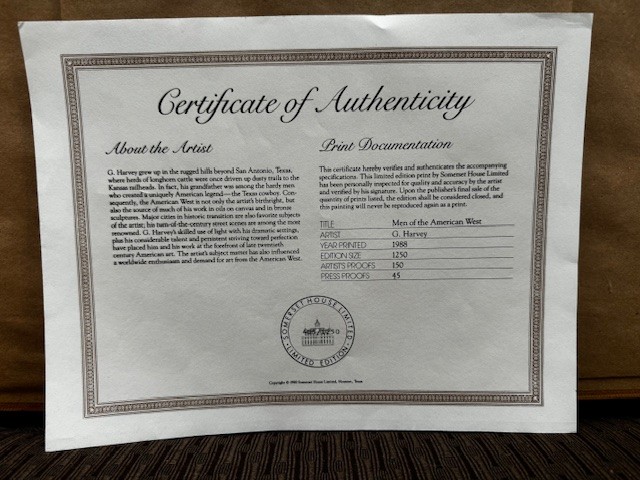 Certificate of Authenticity
About the Artist
G. Harvey grew up in the rugged hills beyond San Antonio, Texas,
where herds of longhorn cattle were once driven up dusty trails to the
Kansas railheads. In fact, his grandfather was among the hardy men
who created a uniquely American legend—the Texas cowboy. Con-
sequently, the American West is not only the artist's birthright, but
also the source of much of his work in oils on canvas and in bronze
sculptures. Major cities in historic transition are also favorite subjects
of the artist; his turn-of-the-century street scenes are among the most
renowned. G. Harvey's skilled use of light with his dramatic settings,
plus his considerable talent and persistent striving toward perfection
have placed him and his work at the forefront of late twentieth
century American art. The artist's subject matter has also influenced
a worldwide enthusiasm and demand for art from the American West.
Print Documentation
This certificate hereby verifies and authenticates the accompanying
specifications. This limited edition print by Somerset House Limited
has been personally inspected for quality and accuracy by the artist
and verified by his signature. Upon the publisher's final sale of the
quantity of prints listed, the edition shall be considered closed, and
this painting will never be reproduced again as a print.
TITLE Men of the American West
ARTIST G. Harvey
YEAR PRINTED 1988
EDITION SIZE 1250
ARTIST'S PROOFS 150
PRESS PROOFS 45
SOMERSET HOUSE LIMITED
LIMITED EDITION
Somerset House Limited, Houston, Texas